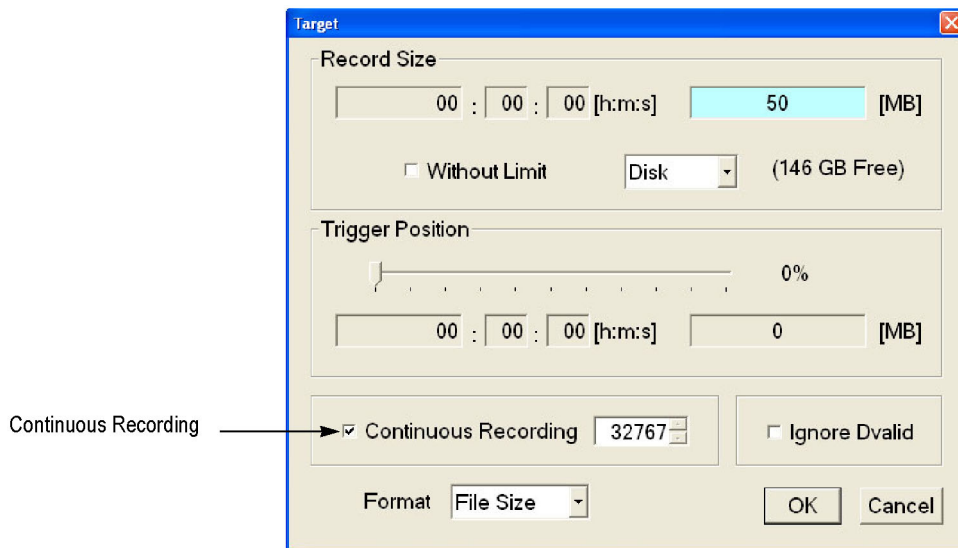 Target
Record Size
00 : 00 : 00 [h:m:s] 50 [MB]
Without Limit Disk (146 GB Free)
Trigger Position
0%
00 : 00 : 00 [h:m:s] 0 [MB]
Continuous Recording
Continuous Recording 32767 Ignore Dvalid
Format File Size OK Cancel